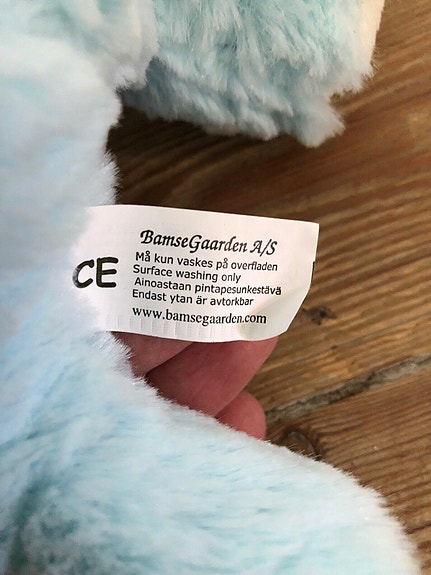 BamseGaarden A/S
CE
Må kun vaskes på overfladen
Surface washing only
Ainoastaan pintapesunkestävä
Endast ytan är avtorkbar
www.bamsegaarden.com